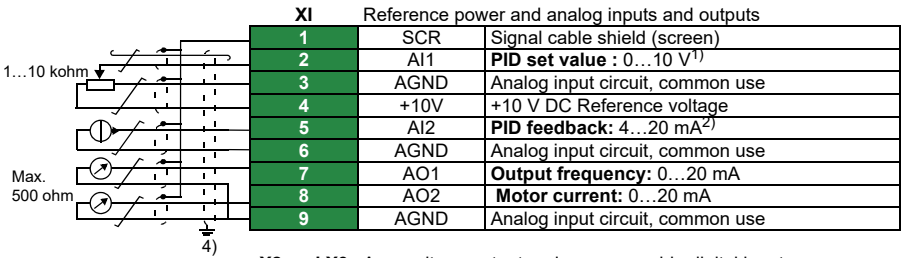 XI Reference power and analog inputs and outputs
1 SCR Signal cable shield (screen)
2 AI1 PID set value : 0…10 V1)
3 AGND Analog input circuit, common use
4 +10V +10 V DC Reference voltage
5 AI2 PID feedback: 4…20 mA2)
6 AGND Analog input circuit, common use
7 AO1 Output frequency: 0…20 mA
8 AO2 Motor current: 0…20 mA
9 AGND Analog input circuit, common use
1…10 kohm
Max.
500 ohm
4)